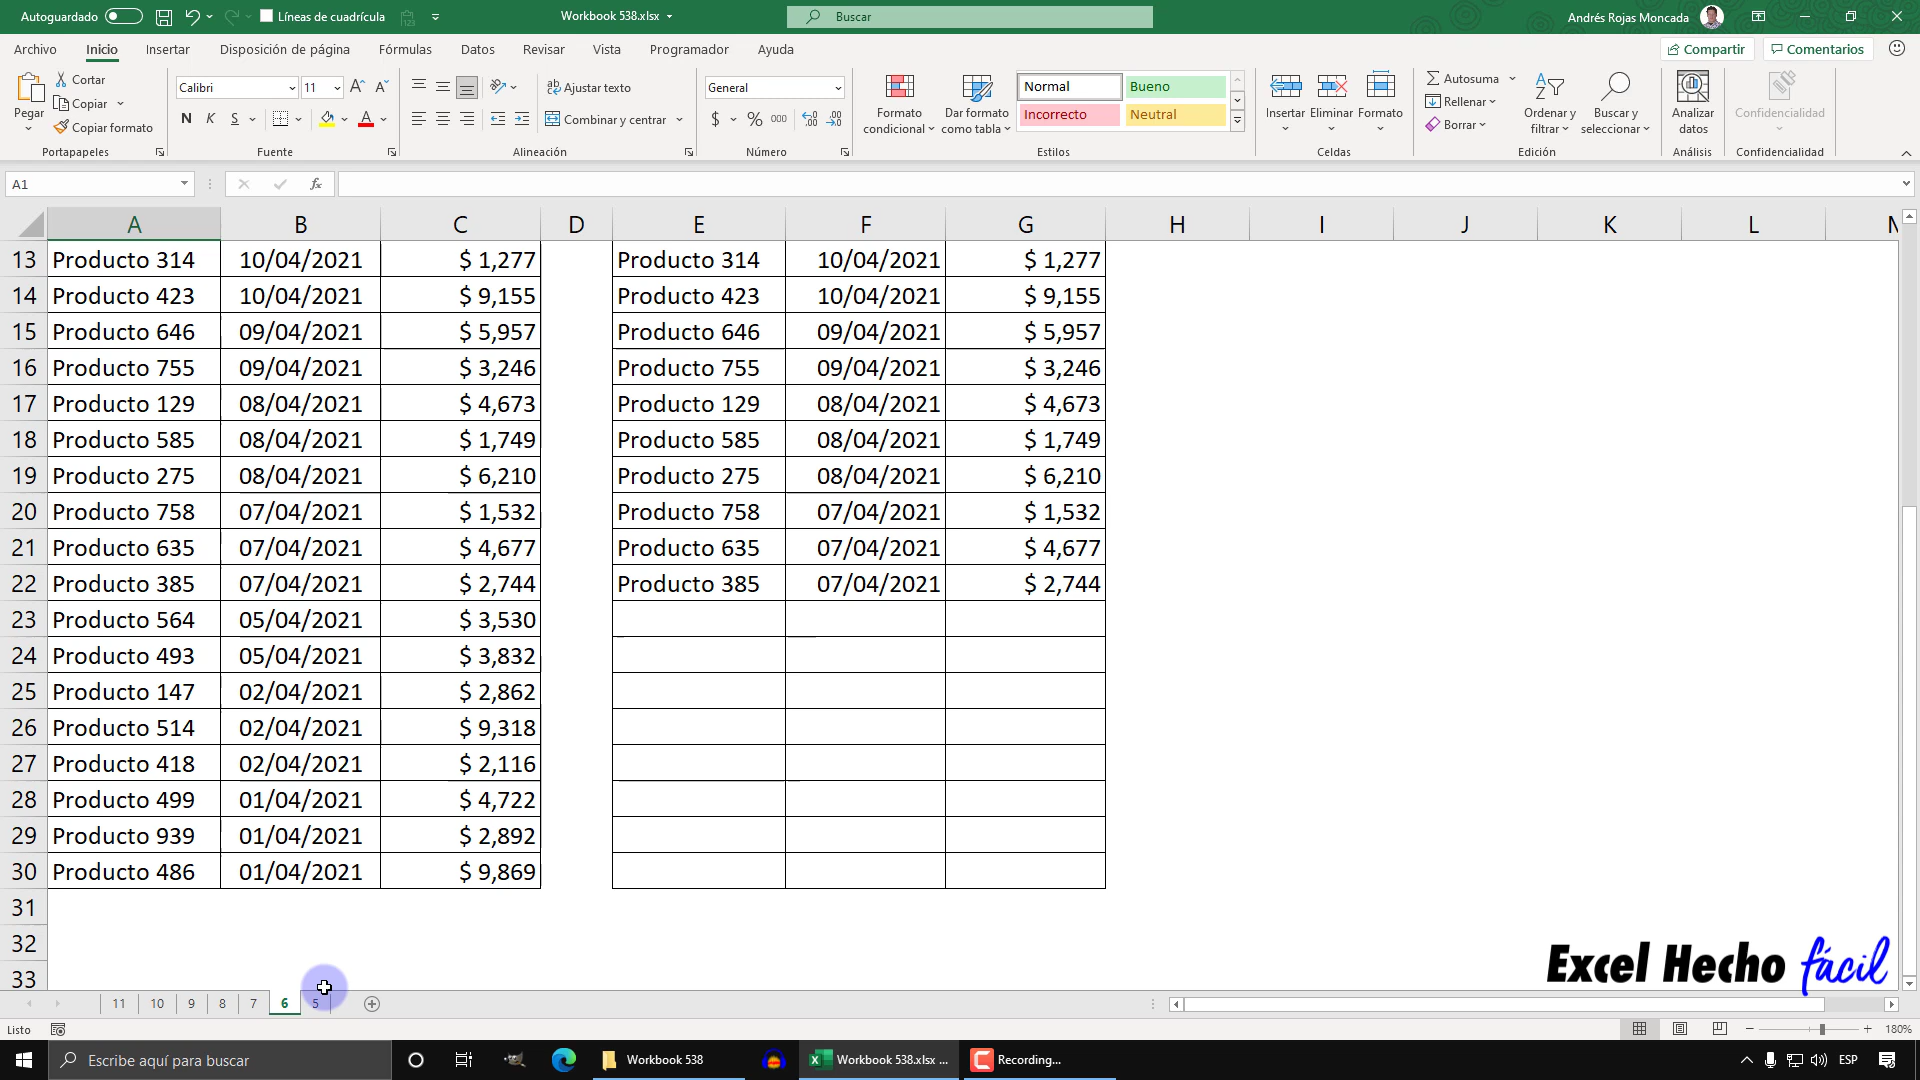 Autoguardado Líneas de cuadrícula Workbook 538.xlsx Buscar Andrés Rojas Moncada
Archivo Inicio Insertar Disposición de página Fórmulas Datos Revisar Vista Programador Ayuda Compartir Comentarios
Pegar Cortar Copiar Copiar formato Portapapeles
Calibri 11 N K S Fuente
Ajustar texto Combinar y centrar Alineación
General $ % 000 Número
Formato condicional Dar formato como tabla Normal Bueno Incorrecto Neutral Estilos
Insertar Eliminar Formato Celdas
Autosuma Rellenar Borrar Ordenar y filtrar Buscar y seleccionar Edición
Analizar datos Análisis
Confidencialidad Confidencialidad
A1 fx
A B C D E F G H I J K L M
13 Producto 314 10/04/2021 $ 1,277 Producto 314 10/04/2021 $ 1,277
14 Producto 423 10/04/2021 $ 9,155 Producto 423 10/04/2021 $ 9,155
15 Producto 646 09/04/2021 $ 5,957 Producto 646 09/04/2021 $ 5,957
16 Producto 755 09/04/2021 $ 3,246 Producto 755 09/04/2021 $ 3,246
17 Producto 129 08/04/2021 $ 4,673 Producto 129 08/04/2021 $ 4,673
18 Producto 585 08/04/2021 $ 1,749 Producto 585 08/04/2021 $ 1,749
19 Producto 275 08/04/2021 $ 6,210 Producto 275 08/04/2021 $ 6,210
20 Producto 758 07/04/2021 $ 1,532 Producto 758 07/04/2021 $ 1,532
21 Producto 635 07/04/2021 $ 4,677 Producto 635 07/04/2021 $ 4,677
22 Producto 385 07/04/2021 $ 2,744 Producto 385 07/04/2021 $ 2,744
23 Producto 564 05/04/2021 $ 3,530
24 Producto 493 05/04/2021 $ 3,832
25 Producto 147 02/04/2021 $ 2,862
26 Producto 514 02/04/2021 $ 9,318
27 Producto 418 02/04/2021 $ 2,116
28 Producto 499 01/04/2021 $ 4,722
29 Producto 939 01/04/2021 $ 2,892
30 Producto 486 01/04/2021 $ 9,869
31
32
33
Excel Hecho fácil
11 10 9 8 7 6 5
Listo 180%
Escribe aquí para buscar Workbook 538 Workbook 538.xlsx ... Recording... ESP